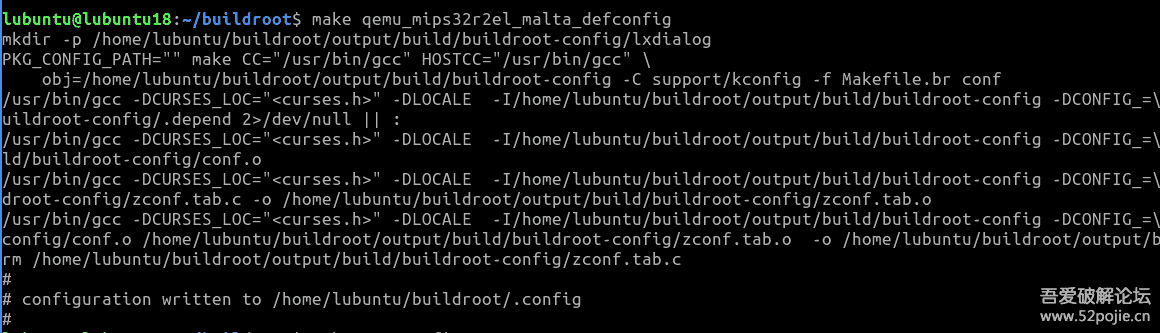 lubuntu@lubuntu18:~/buildroot$ make qemu_mips32r2el_malta_defconfig
mkdir -p /home/lubuntu/buildroot/output/build/buildroot-config/lxdialog
PKG_CONFIG_PATH="" make CC="/usr/bin/gcc" HOSTCC="/usr/bin/gcc" \
    obj=/home/lubuntu/buildroot/output/build/buildroot-config -C support/kconfig -f Makefile.br conf
/usr/bin/gcc -DCURSES_LOC="<curses.h>" -DLOCALE  -I/home/lubuntu/buildroot/output/build/buildroot-config -DCONFIG_=\
uildroot-config/.depend 2>/dev/null || :
/usr/bin/gcc -DCURSES_LOC="<curses.h>" -DLOCALE  -I/home/lubuntu/buildroot/output/build/buildroot-config -DCONFIG_=\
ld/buildroot-config/conf.o
/usr/bin/gcc -DCURSES_LOC="<curses.h>" -DLOCALE  -I/home/lubuntu/buildroot/output/build/buildroot-config -DCONFIG_=\
droot-config/zconf.tab.c -o /home/lubuntu/buildroot/output/build/buildroot-config/zconf.tab.o
/usr/bin/gcc -DCURSES_LOC="<curses.h>" -DLOCALE  -I/home/lubuntu/buildroot/output/build/buildroot-config -DCONFIG_=\
config/conf.o /home/lubuntu/buildroot/output/build/buildroot-config/zconf.tab.o  -o /home/lubuntu/buildroot/output/b
rm /home/lubuntu/buildroot/output/build/buildroot-config/zconf.tab.c
#
# configuration written to /home/lubuntu/buildroot/.config
#
吾爱破解论坛
www.52pojie.cn